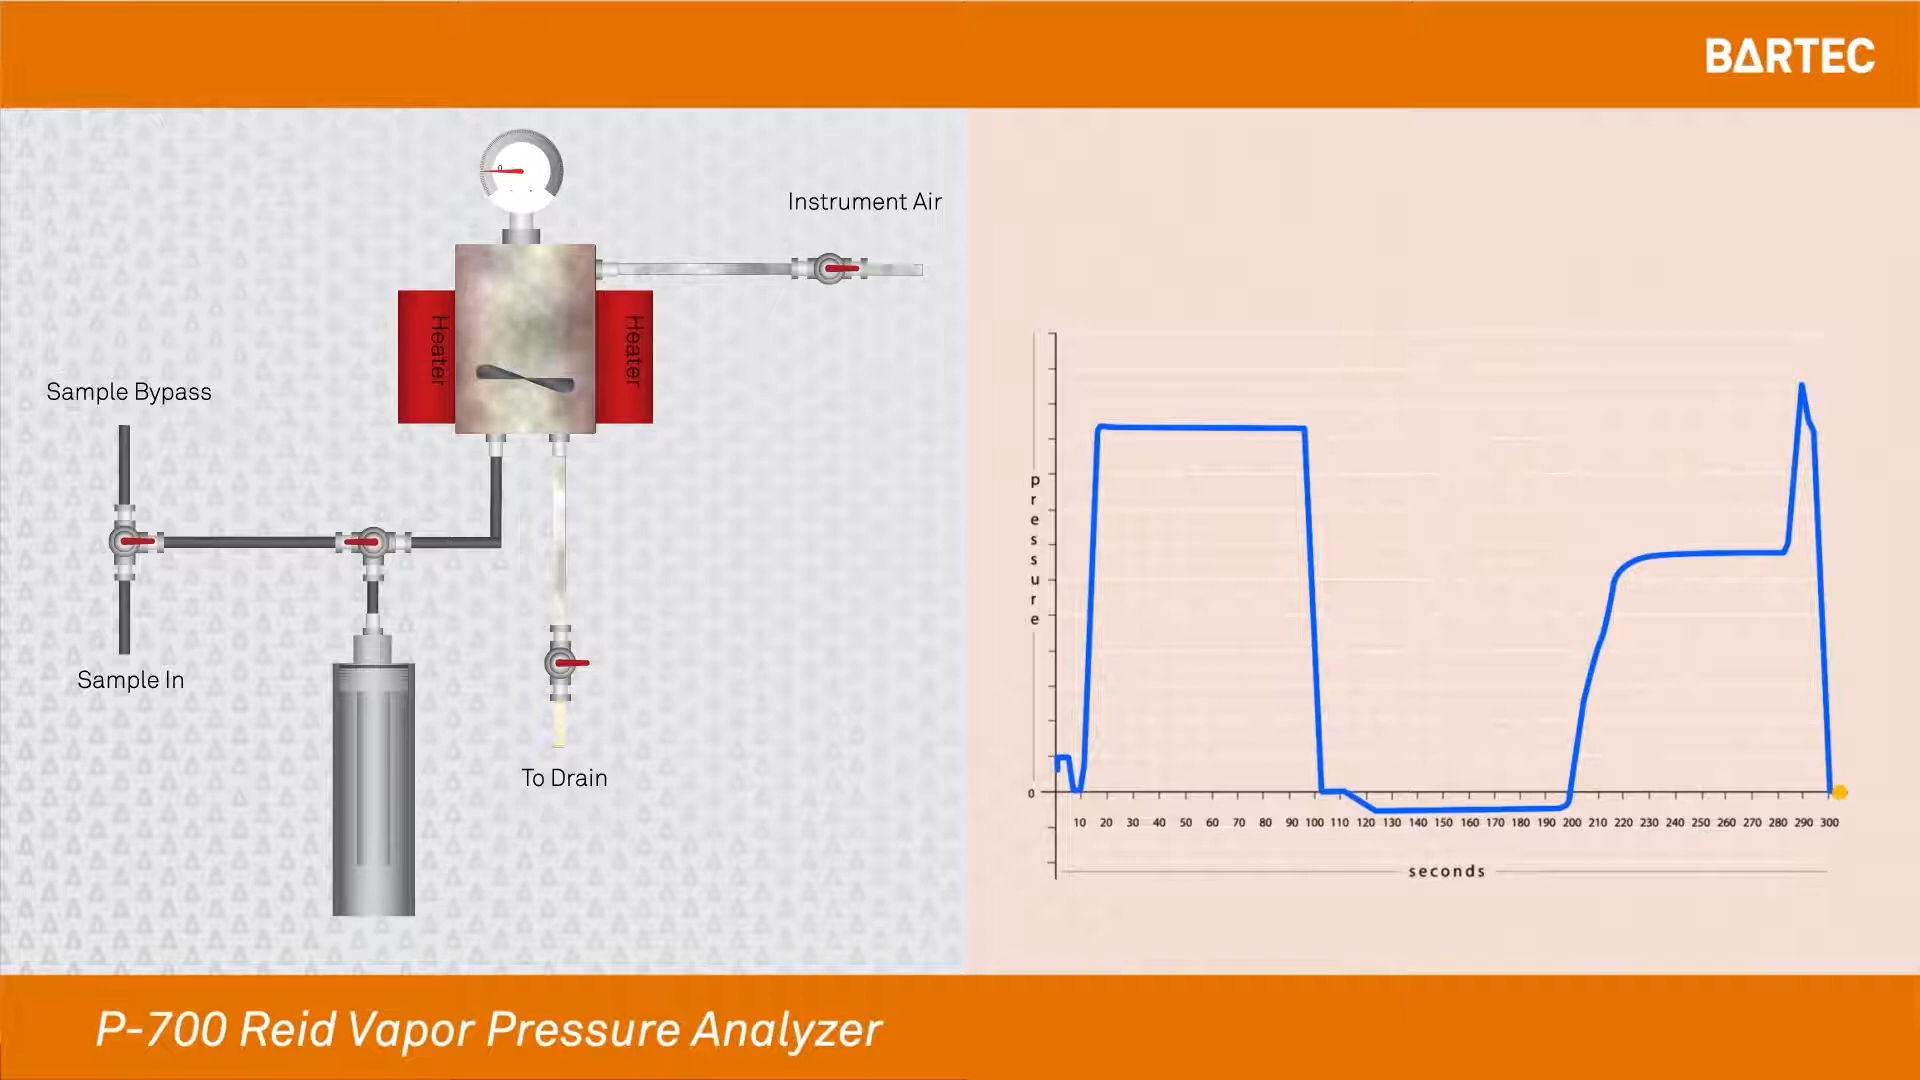 BARTEC
0
Instrument Air
Heater
Heater
Sample Bypass
Sample In
To Drain
pressure
0
10 20 30 40 50 60 70 80 90 100 110 120 130 140 150 160 170 180 190 200 210 220 230 240 250 260 270 280 290 300
seconds
P-700 Reid Vapor Pressure Analyzer